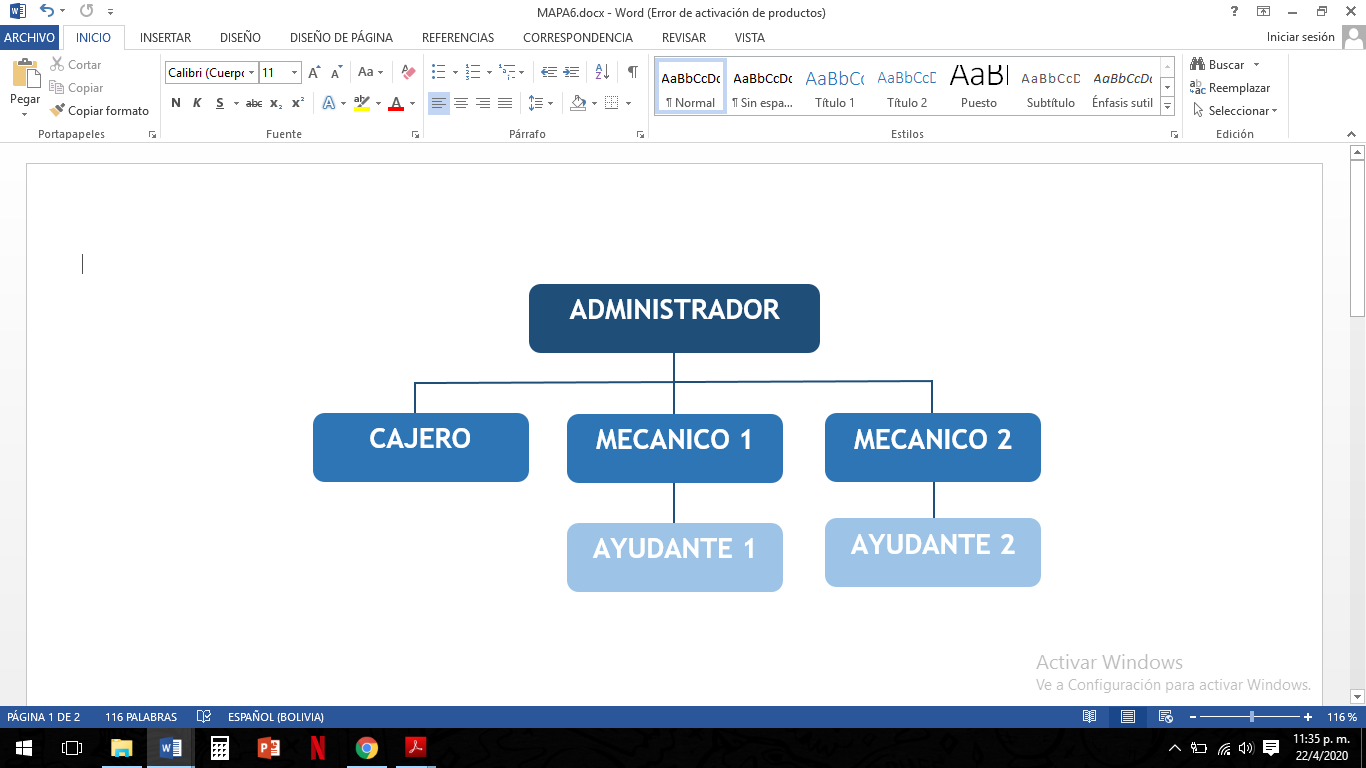 MAPA6.docx - Word (Error de activación de productos)
ARCHIVO INICIO INSERTAR DISEÑO DISEÑO DE PÁGINA REFERENCIAS CORRESPONDENCIA REVISAR VISTA Iniciar sesión
Pegar
Cortar
Copiar
Copiar formato
Portapapeles
Calibri (Cuerpo 11
N K S abc x₂ x²
Fuente
Párrafo
AaBbCcDc AaBbCcDc AaBbCc AaBbCcD AaBl AaBbCcD AaBbCcDc
¶ Normal ¶ Sin espa... Título 1 Título 2 Puesto Subtítulo Énfasis sutil
Estilos
Buscar
Reemplazar
Seleccionar
Edición
ADMINISTRADOR
CAJERO MECANICO 1 MECANICO 2
AYUDANTE 1 AYUDANTE 2
Activar Windows
Ve a Configuración para activar Windows.
PÁGINA 1 DE 2 116 PALABRAS ESPAÑOL (BOLIVIA) 116 %
11:35 p. m.
22/4/2020